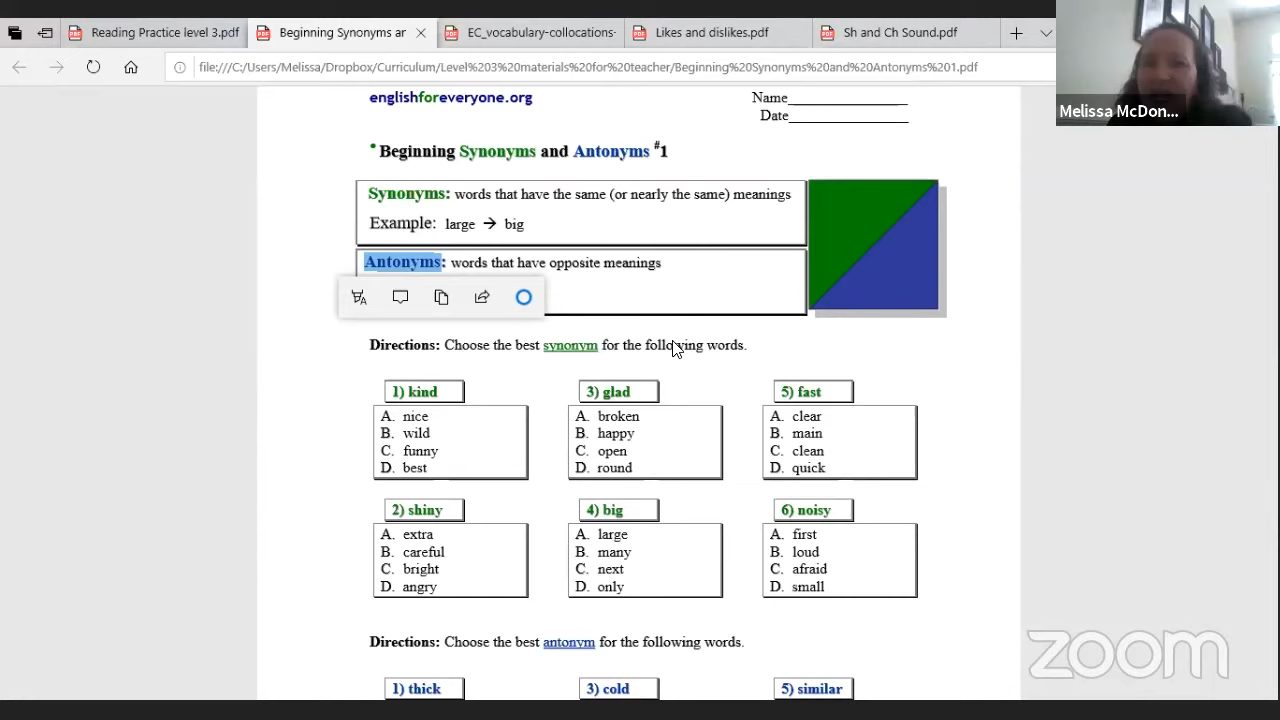 Reading Practice level 3.pdf
Beginning Synonyms ar
EC_vocabulary-collocations-
Likes and dislikes.pdf
Sh and Ch Sound.pdf
file:///C:/Users/Melissa/Dropbox/Curriculum/Level%203%20materials%20for%20teacher/Beginning%20Synonyms%20and%20Antonyms%201.pdf
Melissa McDon...
englishforeveryone.org
Name________________
Date________________
• Beginning Synonyms and Antonyms #1
Synonyms: words that have the same (or nearly the same) meanings
Example: large → big
Antonyms: words that have opposite meanings
Directions: Choose the best synonym for the following words.
1) kind
A. nice
B. wild
C. funny
D. best
3) glad
A. broken
B. happy
C. open
D. round
5) fast
A. clear
B. main
C. clean
D. quick
2) shiny
A. extra
B. careful
C. bright
D. angry
4) big
A. large
B. many
C. next
D. only
6) noisy
A. first
B. loud
C. afraid
D. small
Directions: Choose the best antonym for the following words.
1) thick
3) cold
5) similar
zoom